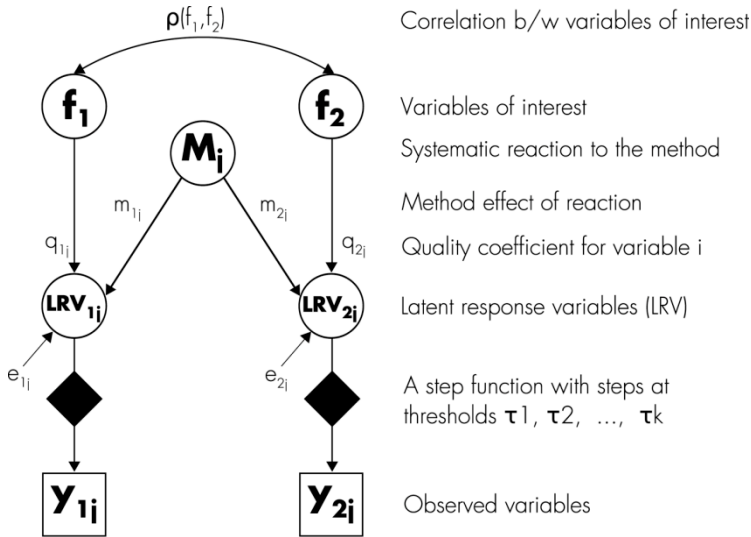 ρ(f₁,f₂)
Correlation b/w variables of interest
f₁
f₂
Variables of interest
Mⱼ
Systematic reaction to the method
m₁ⱼ
m₂ⱼ
Method effect of reaction
q₁ⱼ
q₂ⱼ
Quality coefficient for variable i
LRV₁ⱼ
LRV₂ⱼ
Latent response variables (LRV)
e₁ⱼ
e₂ⱼ
A step function with steps at
thresholds τ1, τ2, ..., τk
y₁ⱼ
y₂ⱼ
Observed variables